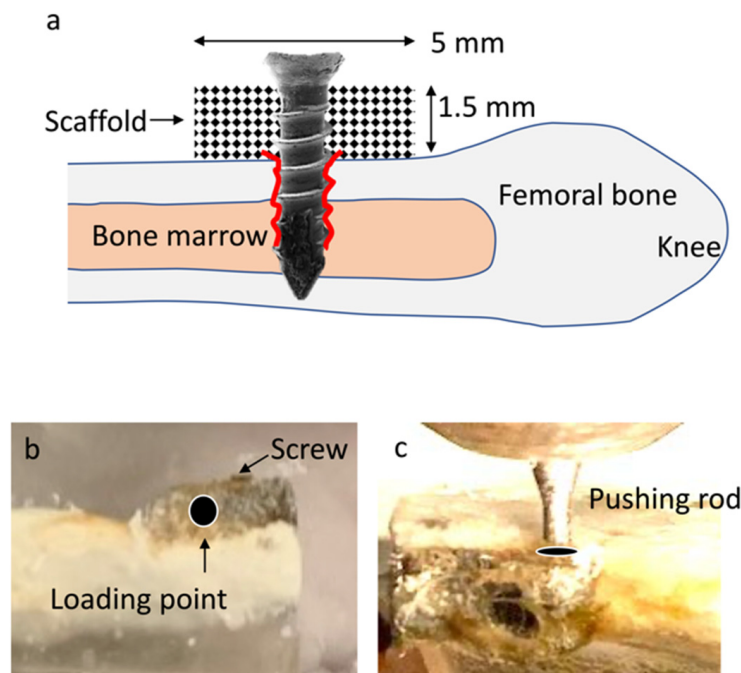 a
5 mm
1.5 mm
Scaffold
Femoral bone
Bone marrow
Knee
b
Screw
Loading point
c
Pushing rod